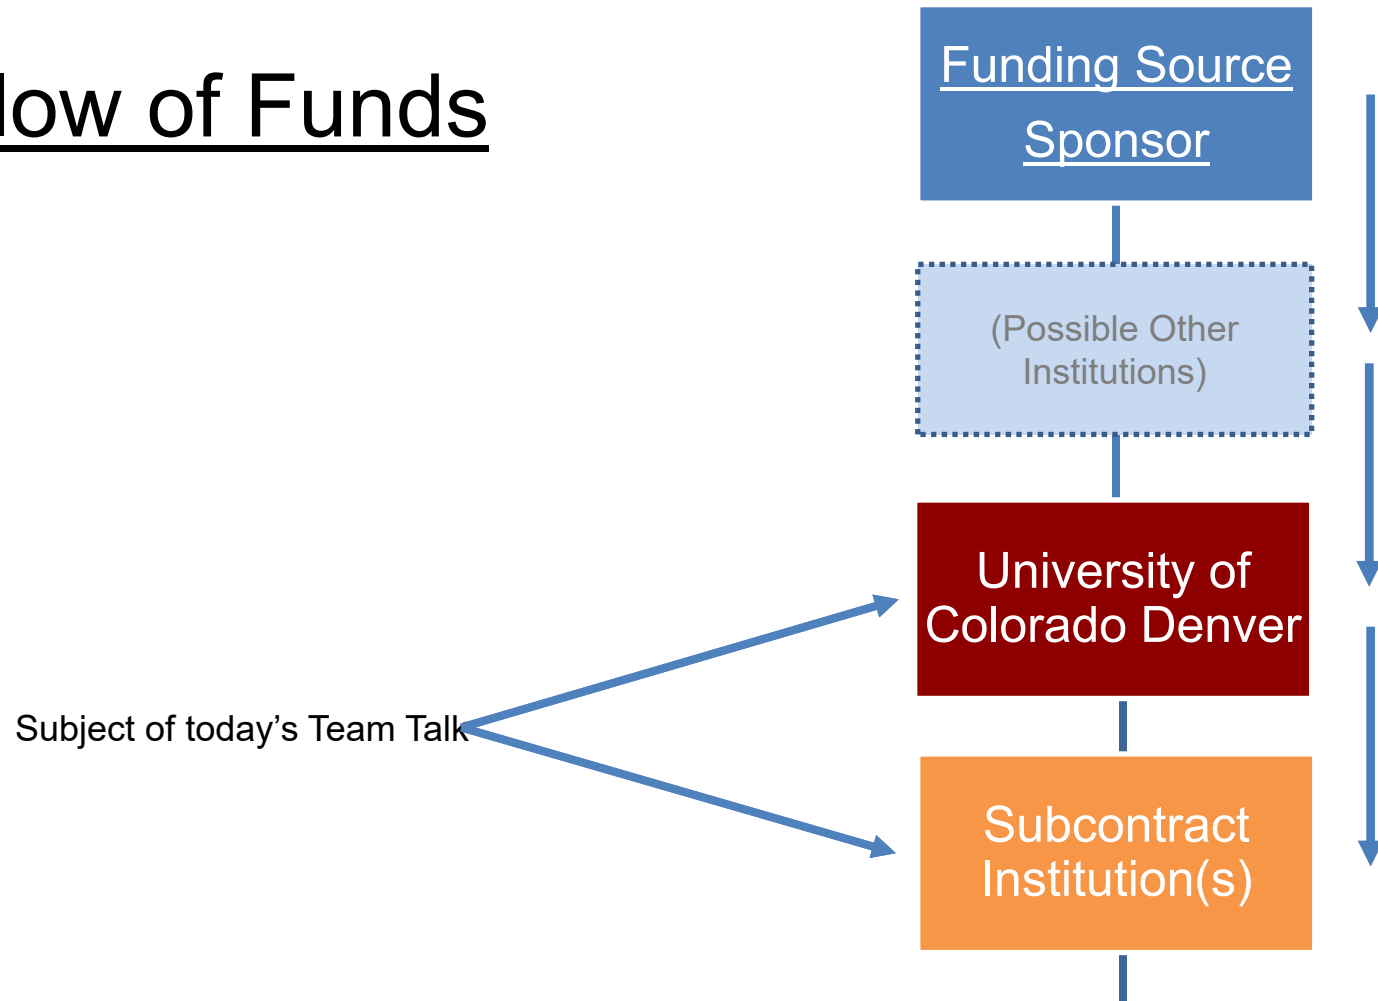 low of Funds
Funding Source
Sponsor
(Possible Other
Institutions)
University of
Colorado Denver
Subject of today’s Team Talk
Subcontract
Institution(s)